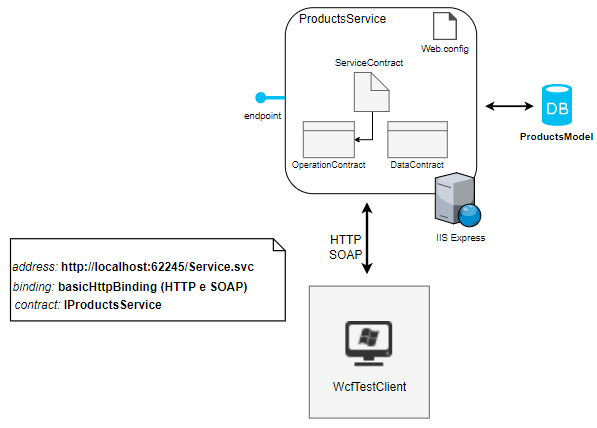 ProductsService
Web.config
ServiceContract
endpoint
OperationContract
DataContract
DB
ProductsModel
IIS Express
HTTP
SOAP
address: http://localhost:62245/Service.svc
binding: basicHttpBinding (HTTP e SOAP)
contract: IProductsService
WcfTestClient